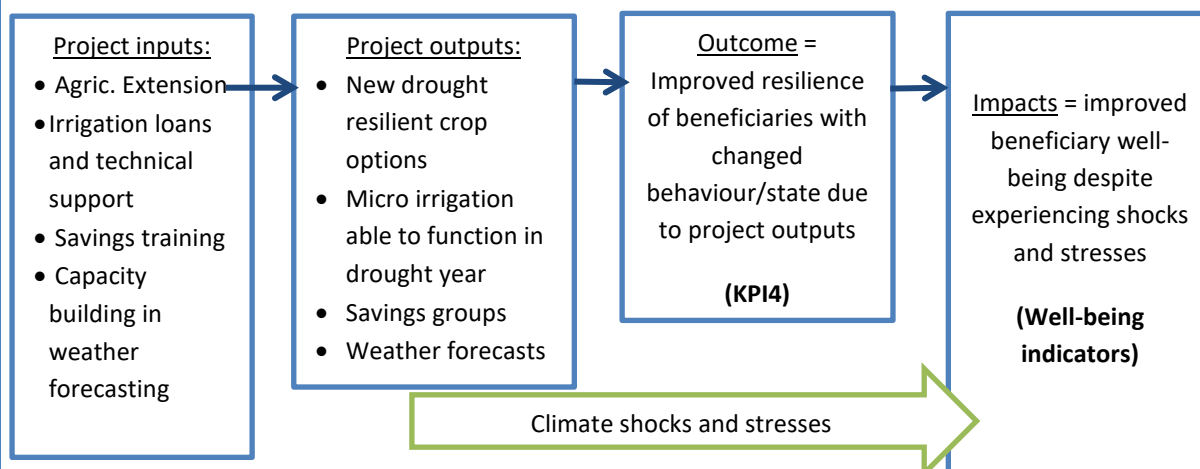 Project inputs:
• Agric. Extension
• Irrigation loans
and technical
support
• Savings training
• Capacity
building in
weather
forecasting
Project outputs:
• New drought
resilient crop
options
• Micro irrigation
able to function in
drought year
• Savings groups
• Weather forecasts
Outcome =
Improved resilience
of beneficiaries with
changed
behaviour/state due
to project outputs
(KPI4)
Impacts = improved
beneficiary well-
being despite
experiencing shocks
and stresses
(Well-being
indicators)
Climate shocks and stresses